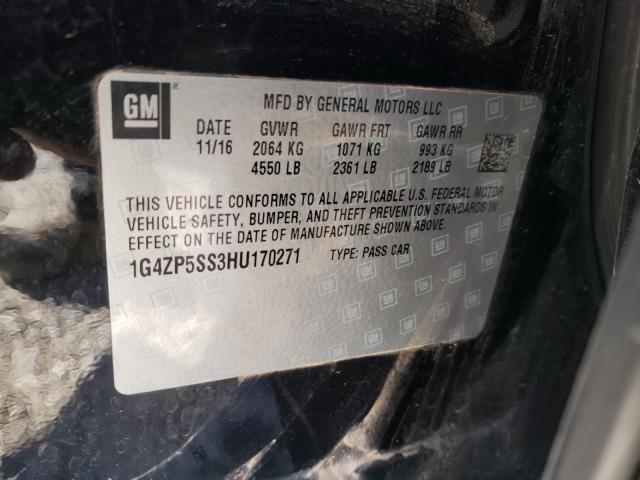 GM
MFD BY GENERAL MOTORS LLC
DATE GVWR GAWR FRT GAWR RR
11/16 2064 KG 1071 KG 993 KG
4550 LB 2361 LB 2189 LB
THIS VEHICLE CONFORMS TO ALL APPLICABLE U.S. FEDERAL MOTOR
VEHICLE SAFETY, BUMPER, AND THEFT PREVENTION STANDARDS IN
EFFECT ON THE DATE OF MANUFACTURE SHOWN ABOVE.
1G4ZP5SS3HU170271 TYPE: PASS CAR